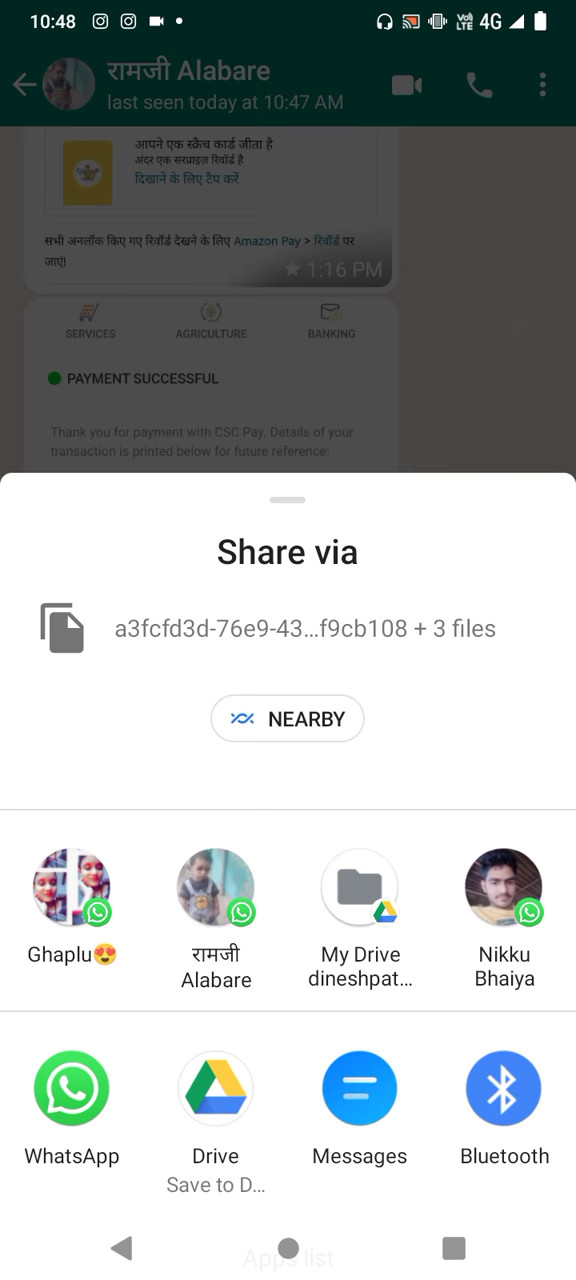 10:48
VoI) LTE 4G
रामजी Alabare
last seen today at 10:47 AM
आपने एक स्क्रैच कार्ड जीता है
अंदर एक सरप्राइज़ रिवॉर्ड है
दिखाने के लिए टैप करें
सभी अनलॉक किए गए रिवॉर्ड देखने के लिए Amazon Pay > रिवॉर्ड पर
जाएं!
1:16 PM
SERVICES AGRICULTURE BANKING
PAYMENT SUCCESSFUL
Thank you for payment with CSC Pay. Details of your
transaction is printed below for future reference:
Share via
a3fcfd3d-76e9-43...f9cb108 + 3 files
NEARBY
Ghaplu😍
रामजी
Alabare
My Drive
dineshpat...
Nikku
Bhaiya
WhatsApp
Drive
Save to D...
Messages
Bluetooth
Apps list